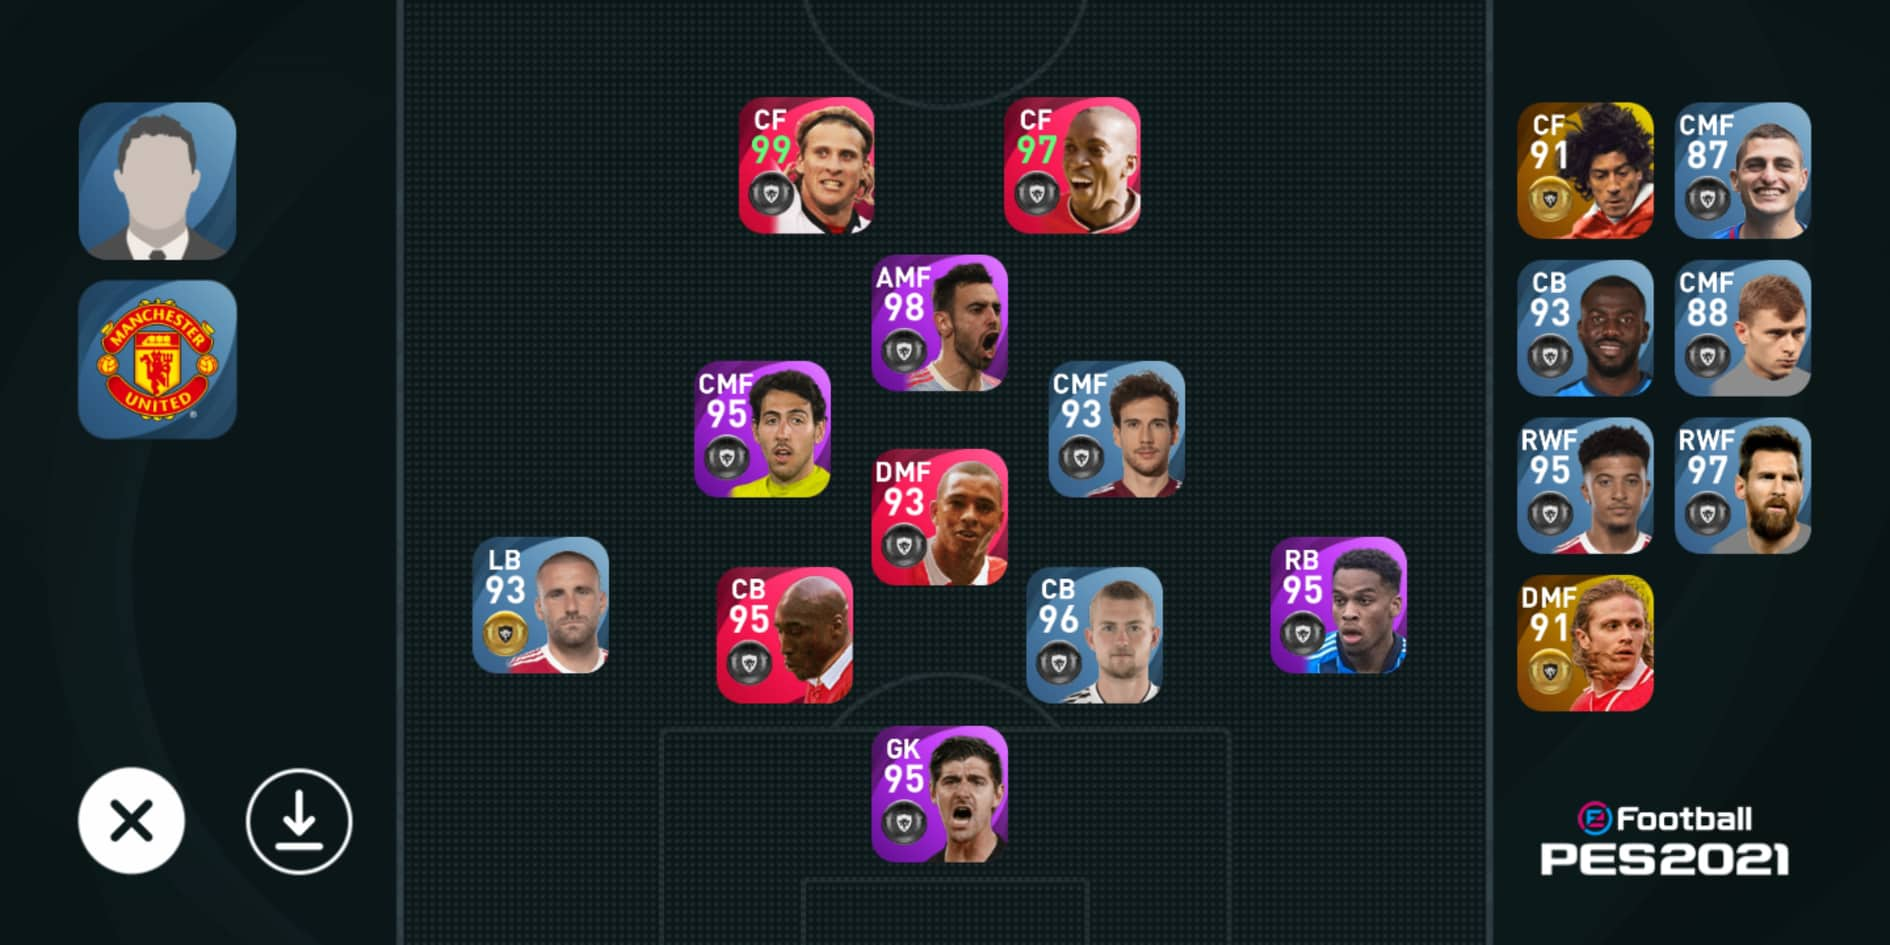 MANCHESTER
UNITED
®
CF
99
CF
97
AMF
98
CMF
95
CMF
93
DMF
93
LB
93
CB
95
CB
96
RB
95
GK
95
CF
91
CMF
87
CB
93
CMF
88
RWF
95
RWF
97
DMF
91
eFootball
PES2021